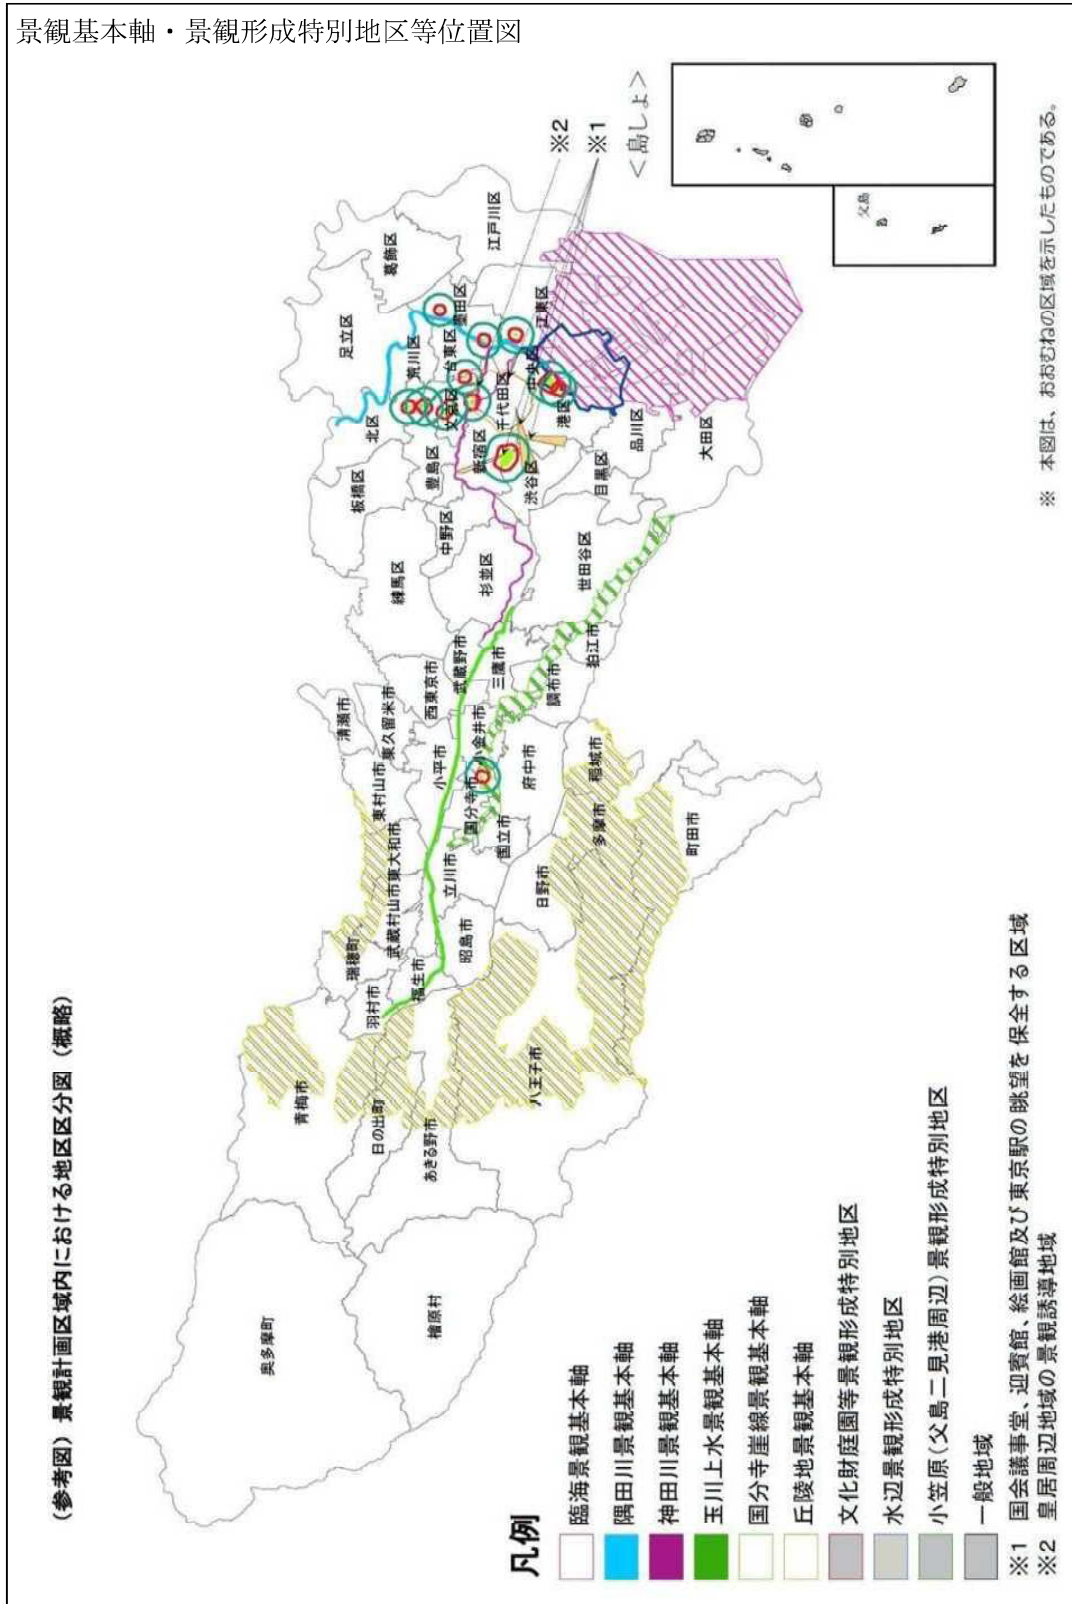 景観基本軸・景観形成特別地区等位置図
(参考図) 景観計画区域内における地区区分図 (概略)
奥多摩町
檜原村
青梅市
日の出町
あきる野市
八王子市
羽村市
瑞穂町
福生市
武蔵村山市
東大和市
昭島市
立川市
日野市
東村山市
国分寺市
国立市
小平市
小金井市
府中市
多摩市
稲城市
町田市
清瀬市
東久留米市
西東京市
武蔵野市
三鷹市
調布市
狛江市
練馬区
杉並区
世田谷区
板橋区
中野区
豊島区
新宿区
渋谷区
目黒区
北区
文京区
千代田区
港区
品川区
大田区
足立区
荒川区
台東区
中央区
墨田区
江東区
葛飾区
江戸川区
※2
※1
<島しょ>
父島
凡例
臨海景観基本軸
隅田川景観基本軸
神田川景観基本軸
玉川上水景観基本軸
国分寺崖線景観基本軸
丘陵地景観基本軸
文化財庭園等景観形成特別地区
水辺景観形成特別地区
小笠原(父島二見港周辺)景観形成特別地区
一般地域
※1 国会議事堂、迎賓館、絵画館及び東京駅の眺望を保全する区域
※2 皇居周辺地域の景観誘導地域
※ 本図は、おおむねの区域を示したものである。